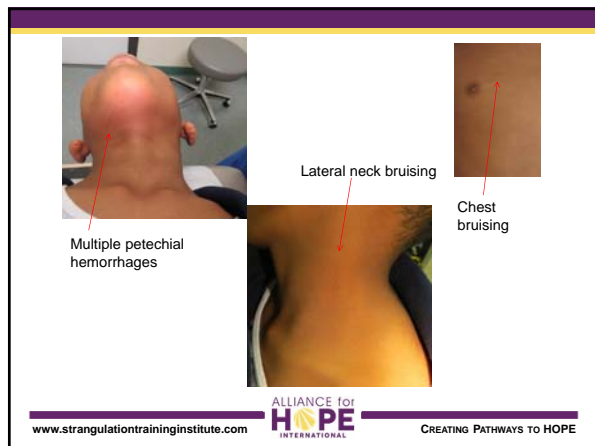 Lateral neck bruising
Multiple petechial
hemorrhages
Chest
bruising
www.strangulationtraininginstitute.com
ALLIANCE for
HOPE
INTERNATIONAL
CREATING PATHWAYS TO HOPE